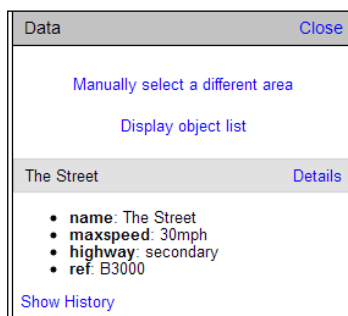 Data Close
Manually select a different area
Display object list
The Street Details
name: The Street
maxspeed: 30mph
highway: secondary
ref: B3000
Show History